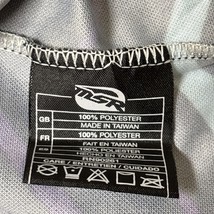 MSR
GB 100% POLYESTER
MADE IN TAIWAN
FR 100% POLYESTER
FAIT EN TAIWAN
100% POLYESTER
CARE / ENTRETIEN / CUIDADO